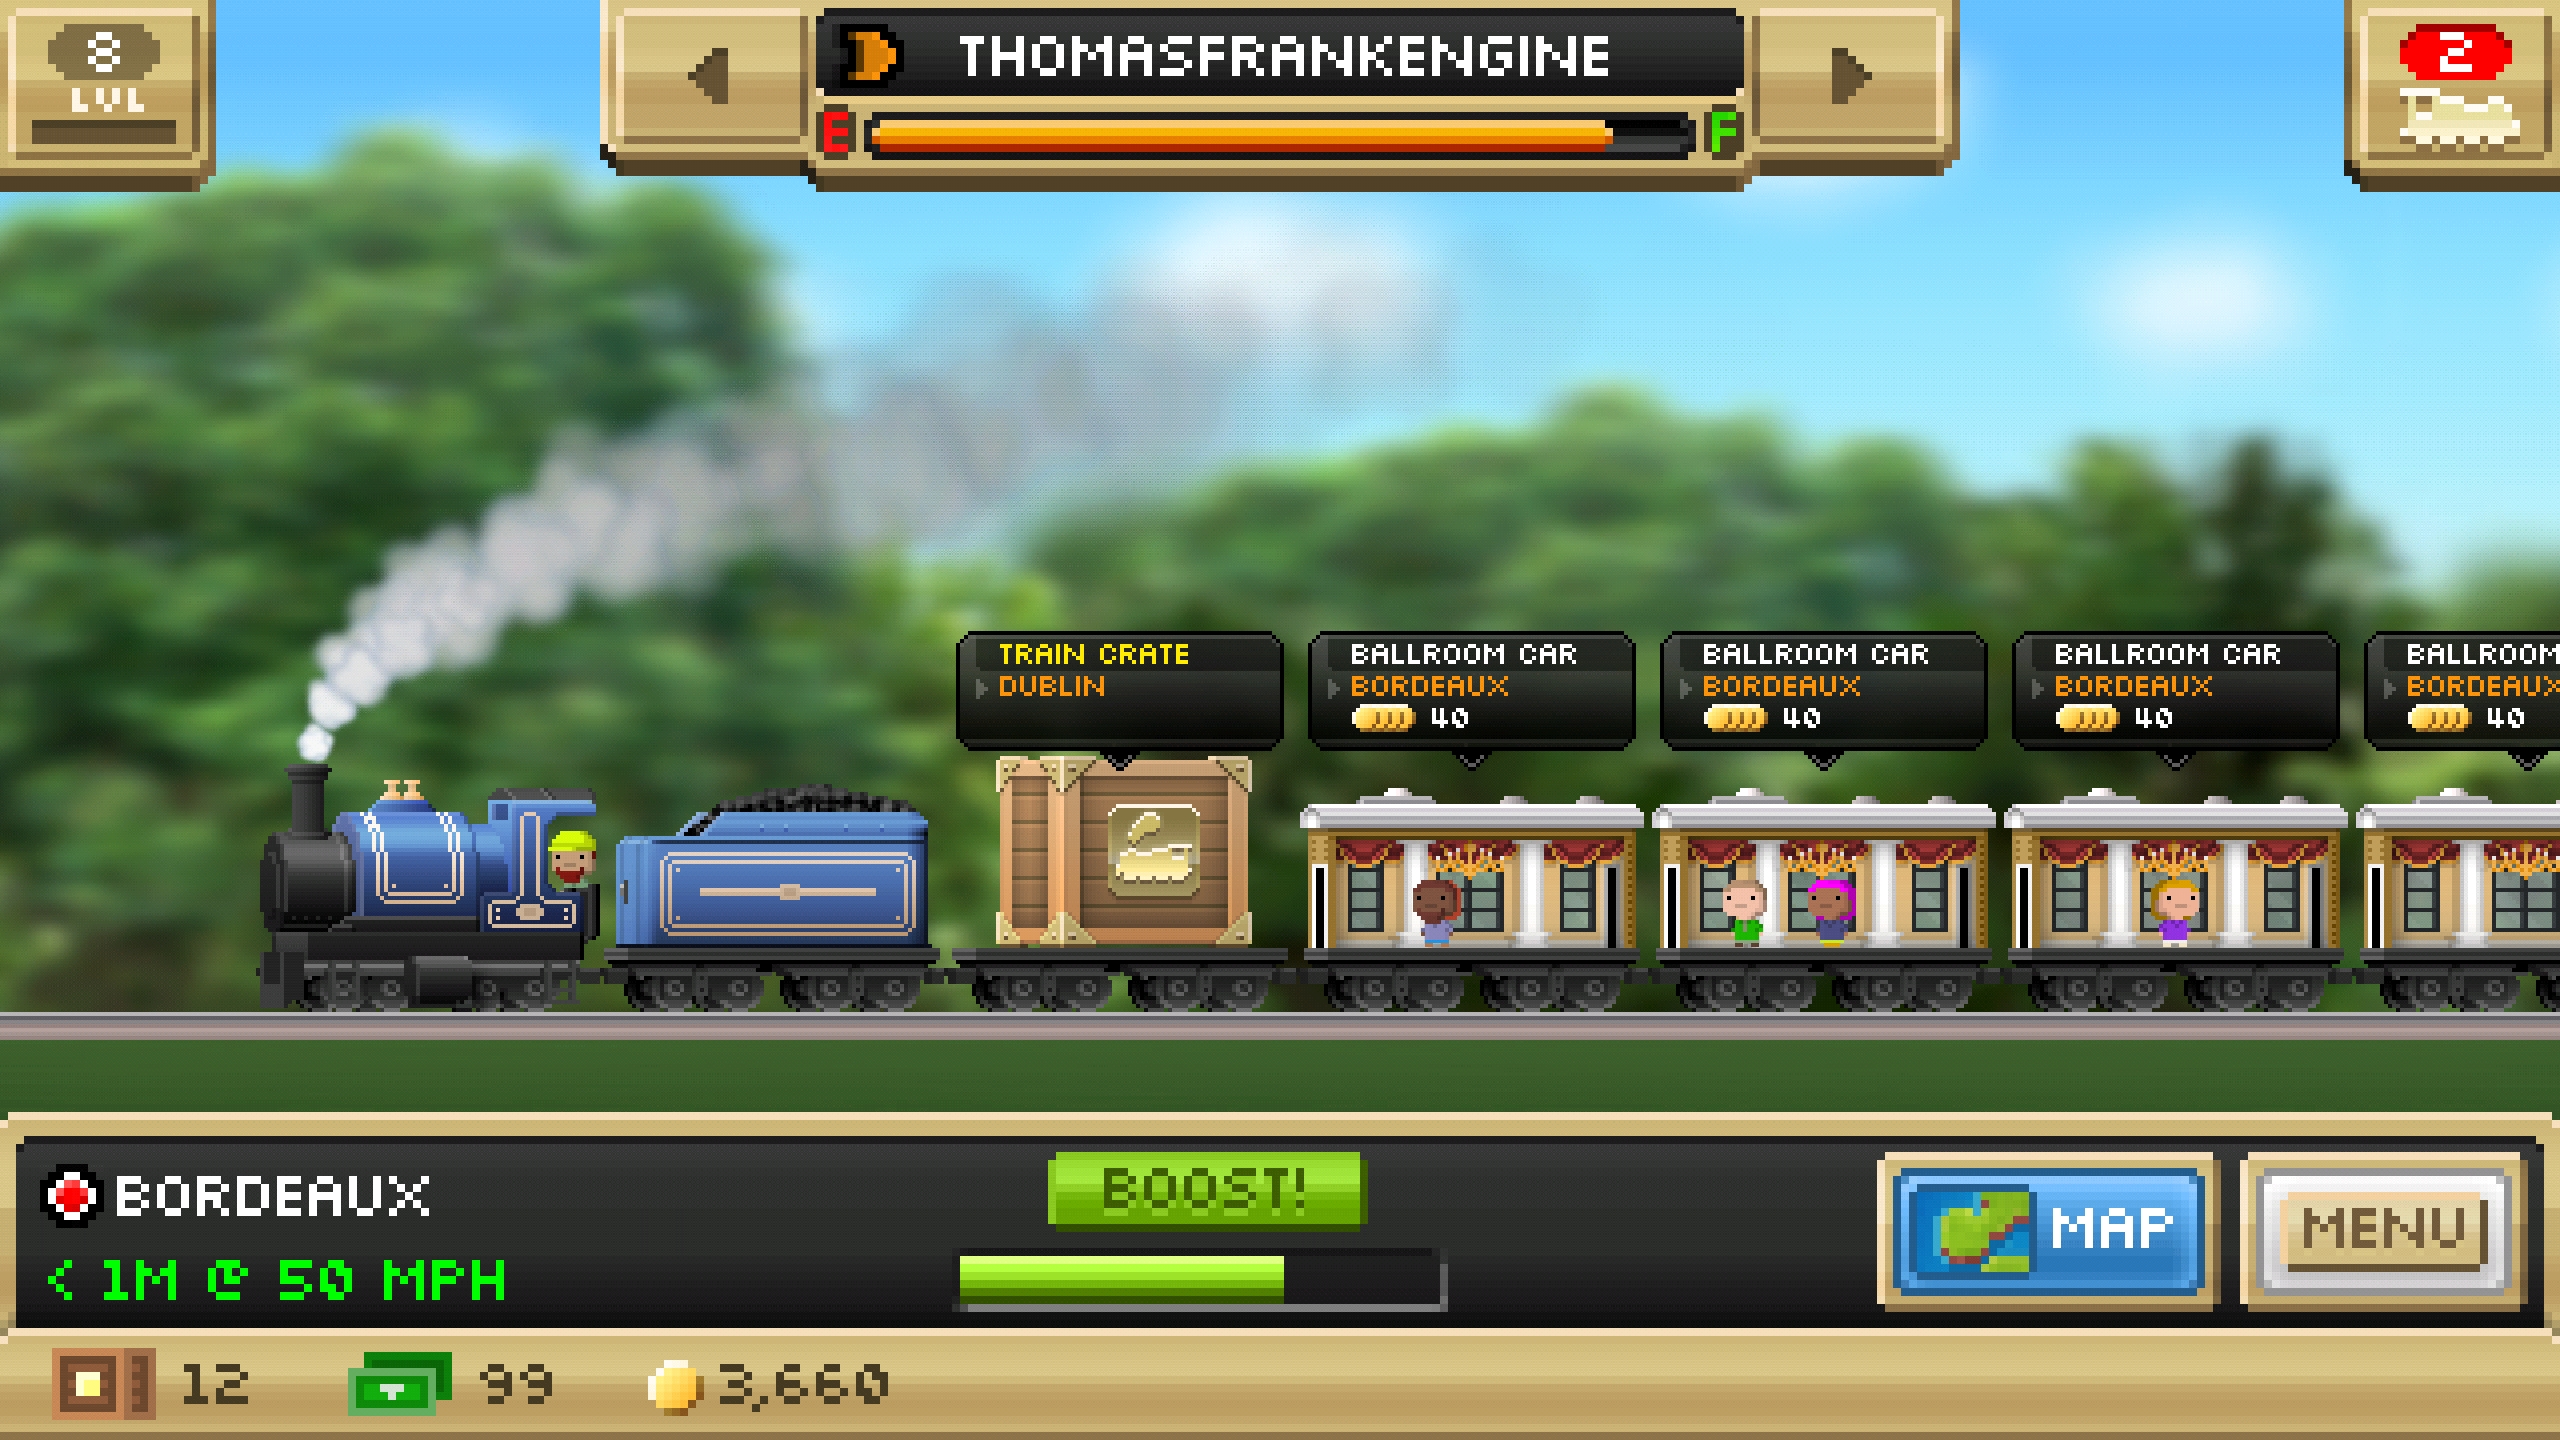 8
LVL
THOMASFRANKENGINE
E F
2
TRAIN CRATE
DUBLIN
BALLROOM CAR
BORDEAUX
40
BALLROOM CAR
BORDEAUX
40
BALLROOM CAR
BORDEAUX
40
BALLROOM
BORDEAUX
40
BORDEAUX
< 1M @ 50 MPH
BOOST!
MAP
MENU
12
99
3,660